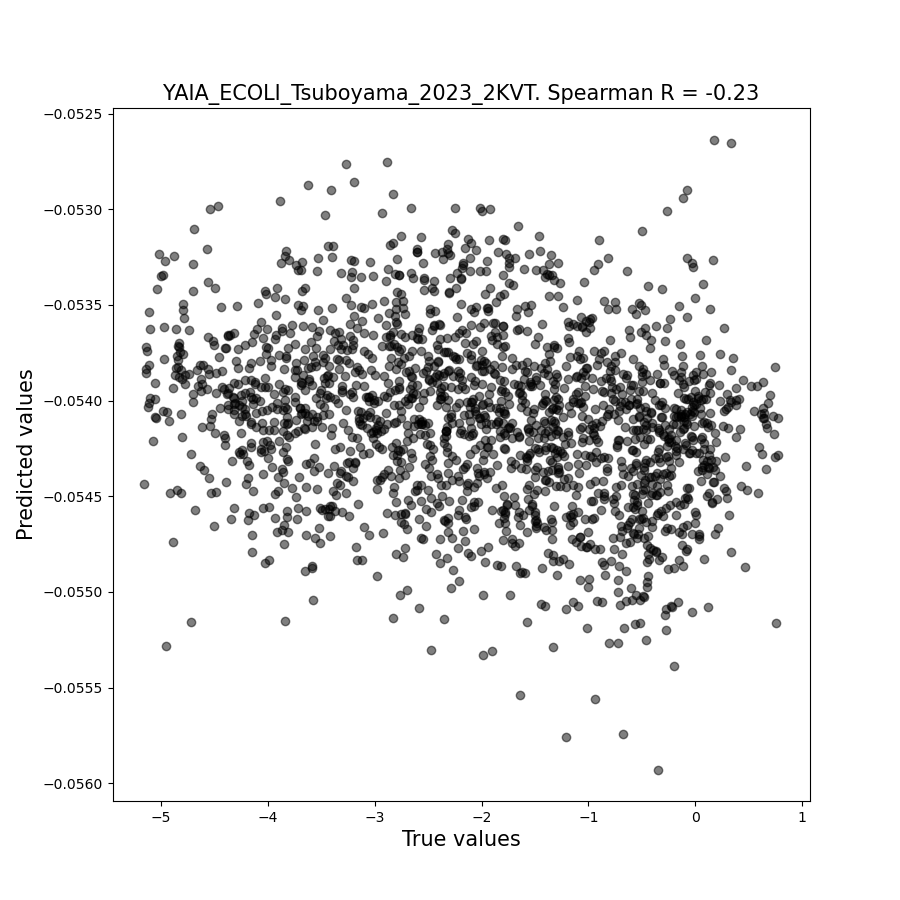 YAIA_ECOLI_Tsuboyama_2023_2KVT. Spearman R = -0.23
−0.0525
−0.0530
−0.0535
−0.0540
−0.0545
−0.0550
−0.0555
−0.0560
Predicted values
−5 −4 −3 −2 −1 0 1
True values